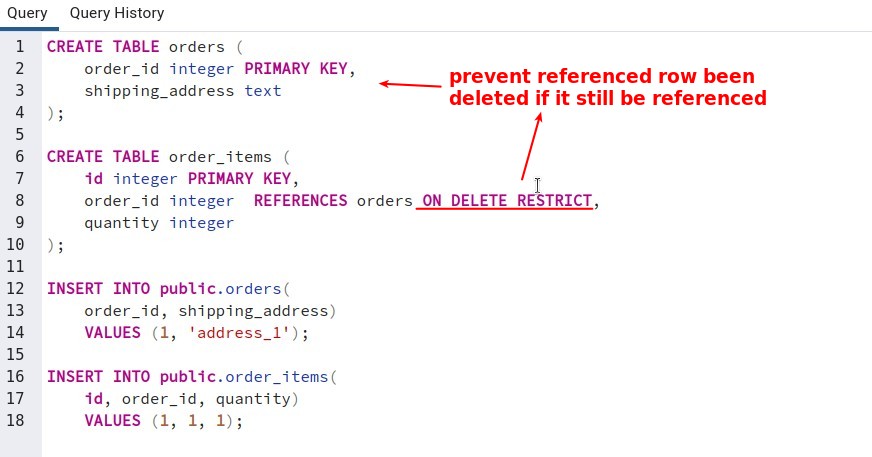 Query Query History
1 CREATE TABLE orders (
2 order_id integer PRIMARY KEY,
3 shipping_address text
4 );
5
6 CREATE TABLE order_items (
7 id integer PRIMARY KEY,
8 order_id integer  REFERENCES orders ON DELETE RESTRICT,
9 quantity integer
10 );
11
12 INSERT INTO public.orders(
13 order_id, shipping_address)
14 VALUES (1, 'address_1');
15
16 INSERT INTO public.order_items(
17 id, order_id, quantity)
18 VALUES (1, 1, 1);
prevent referenced row been
deleted if it still be referenced